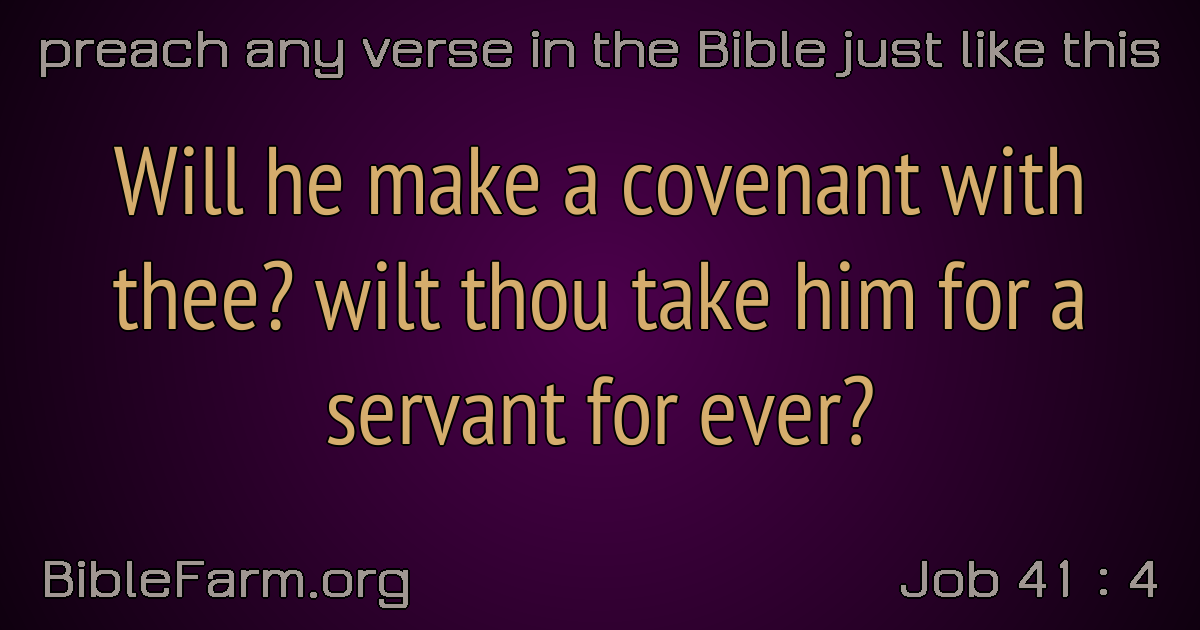 preach any verse in the Bible just like this
Will he make a covenant with
thee? wilt thou take him for a
servant for ever?
BibleFarm.org
Job 41 : 4